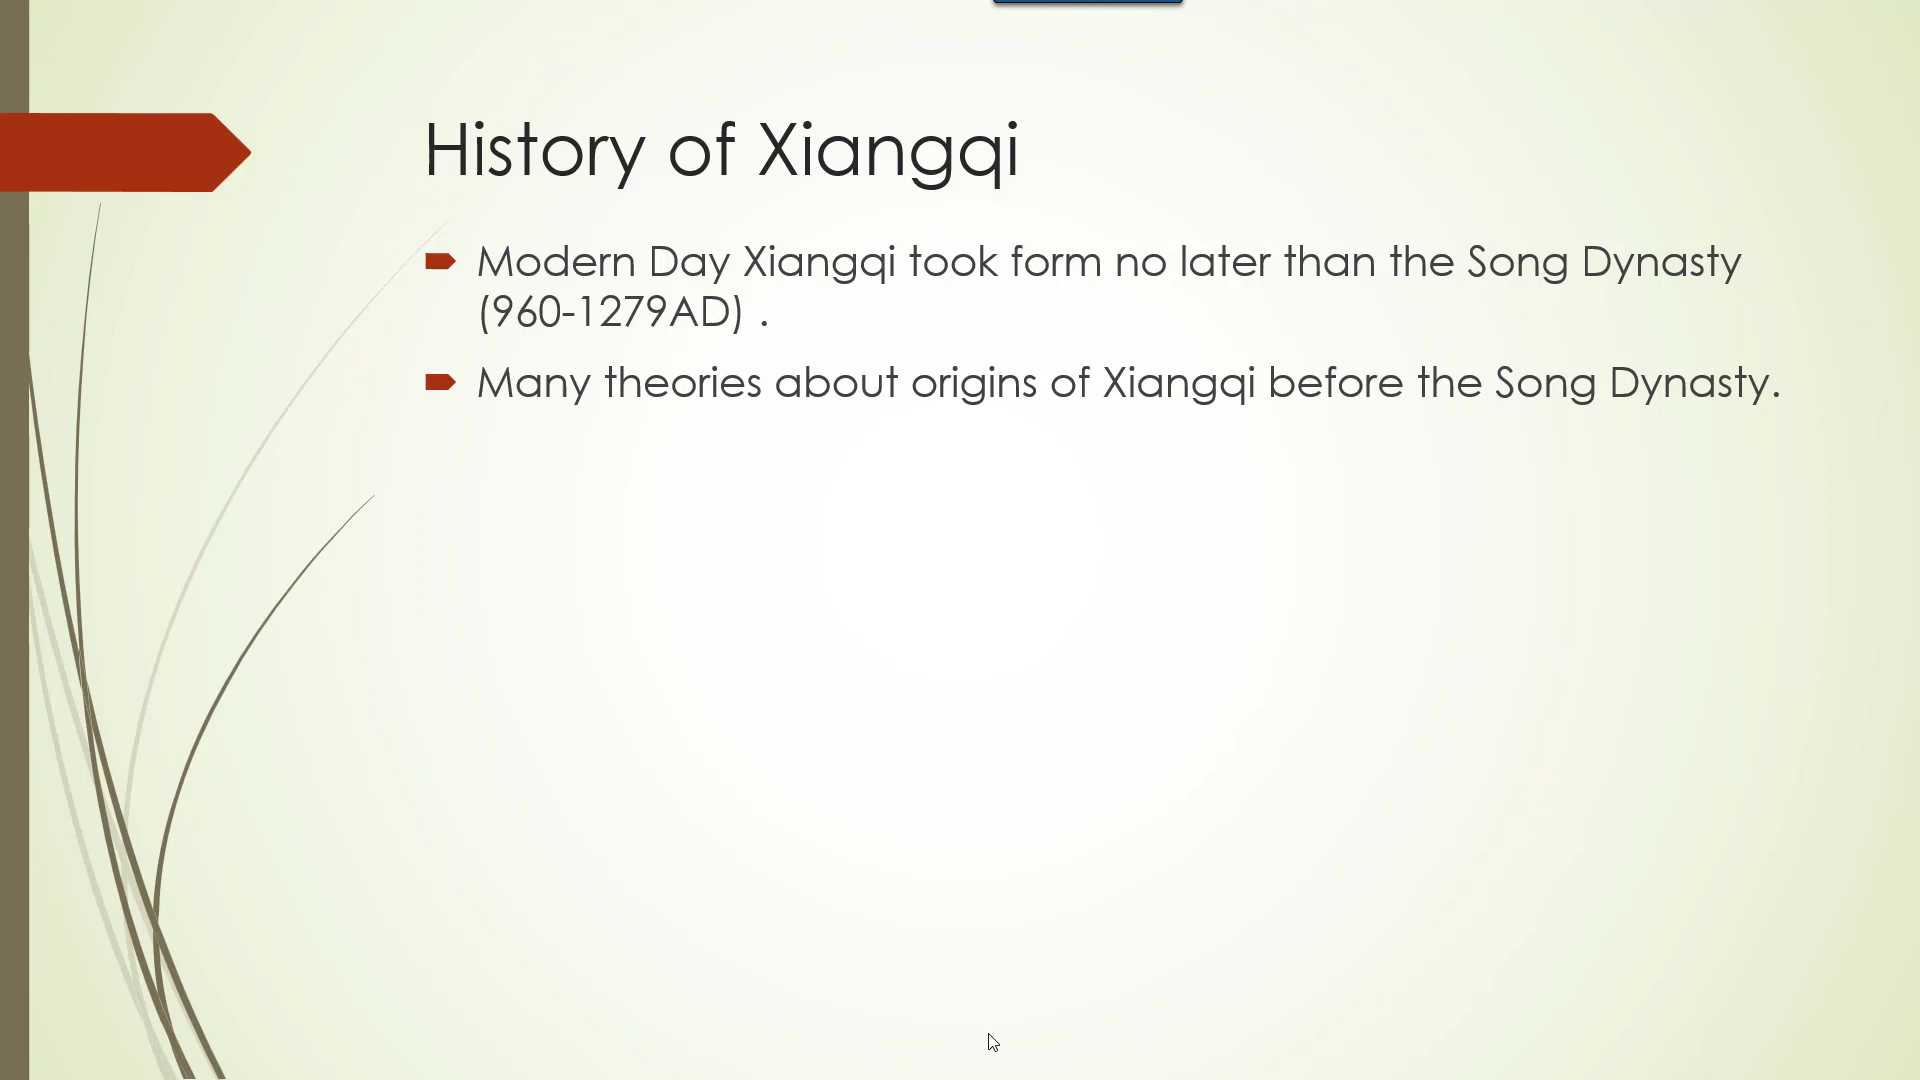 History of Xiangqi
Modern Day Xiangqi took form no later than the Song Dynasty
(960-1279AD) .
Many theories about origins of Xiangqi before the Song Dynasty.